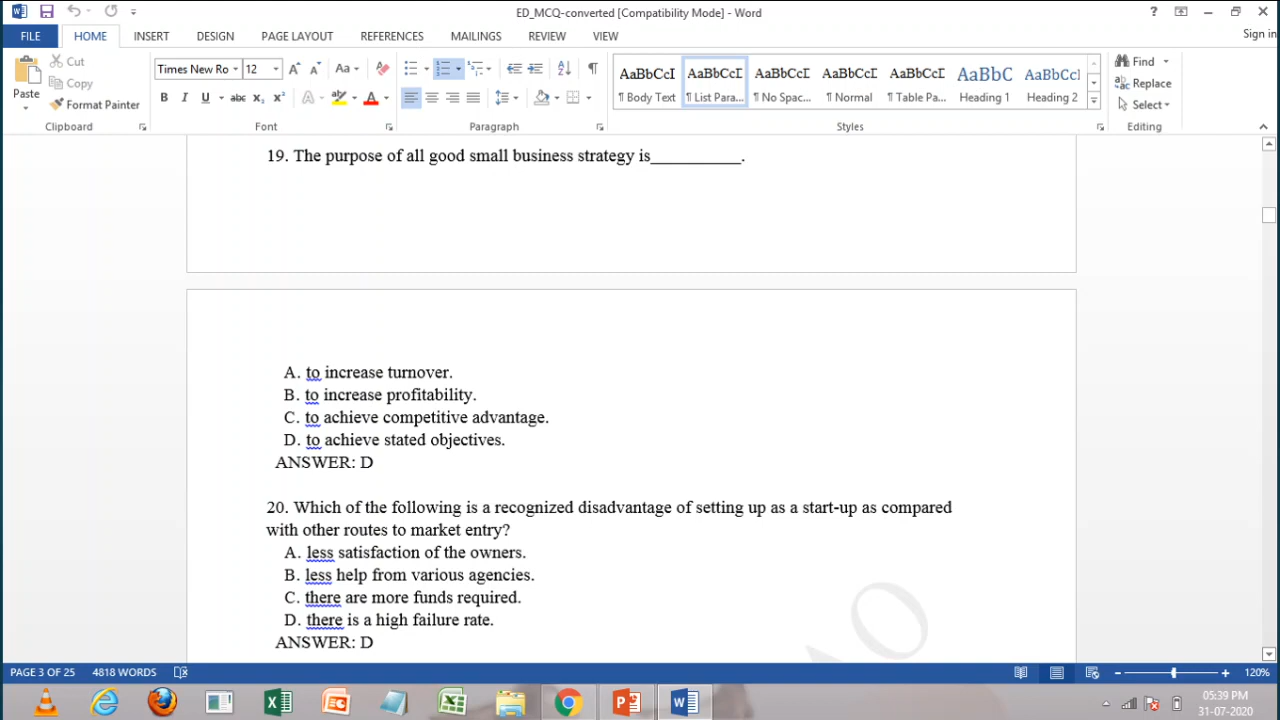 ED_MCQ-converted [Compatibility Mode] - Word
FILE HOME INSERT DESIGN PAGE LAYOUT REFERENCES MAILINGS REVIEW VIEW Sign in
Paste Cut Copy Format Painter
Times New Ro 12
AaBbCcI AaBbCcI AaBbCcI AaBbCcI AaBbCcI AaBbC AaBbCcI
¶ Body Text ¶ List Para... ¶ No Spac... ¶ Normal ¶ Table Pa... Heading 1 Heading 2
Find
Replace
Select
Clipboard Font Paragraph Styles Editing
19. The purpose of all good small business strategy is__________.
A. to increase turnover.
B. to increase profitability.
C. to achieve competitive advantage.
D. to achieve stated objectives.
ANSWER: D
20. Which of the following is a recognized disadvantage of setting up as a start-up as compared
with other routes to market entry?
A. less satisfaction of the owners.
B. less help from various agencies.
C. there are more funds required.
D. there is a high failure rate.
ANSWER: D
PAGE 3 OF 25 4818 WORDS 120%
05:39 PM
31-07-2020